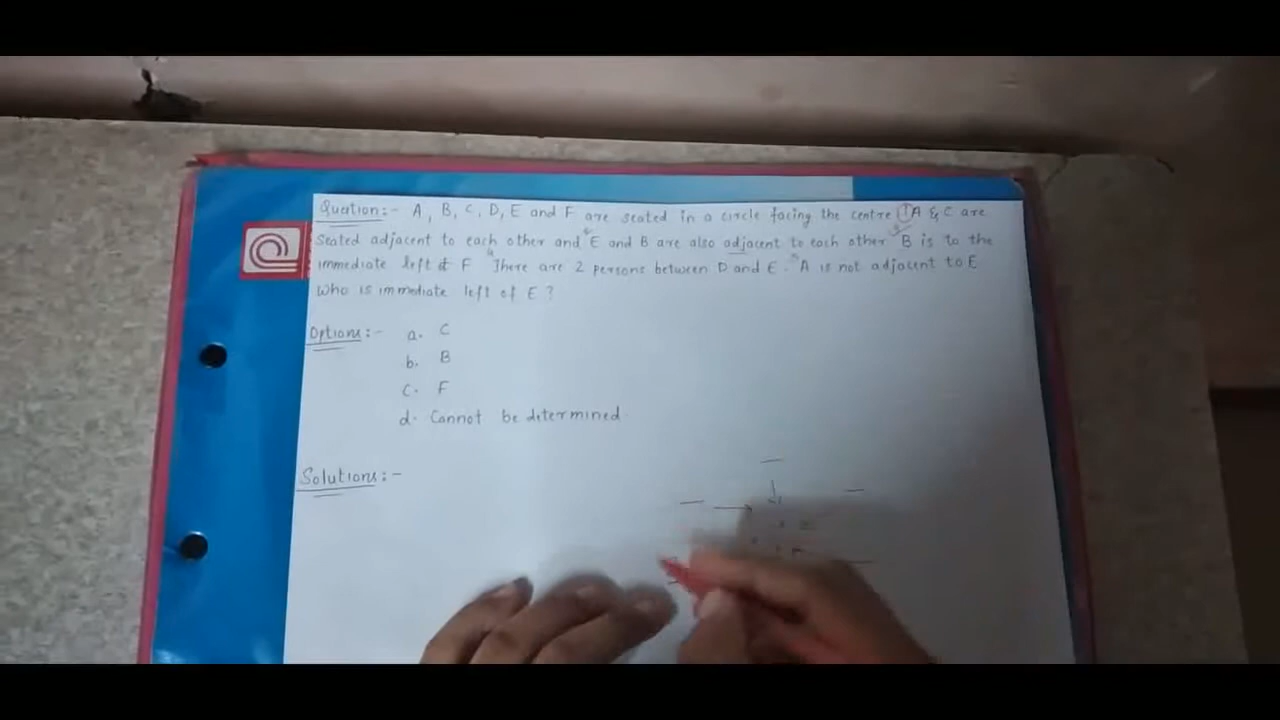 Question:- A, B, C, D, E and F are seated in a circle facing the centre ① A & C are
seated adjacent to each other and E and B are also adjacent to each other B is to the
immediate left of F There are 2 persons between D and E. A is not adjacent to E
Who is immediate left of E?
Options:- a. C
b. B
c. F
d. Cannot be determined.
Solutions:-